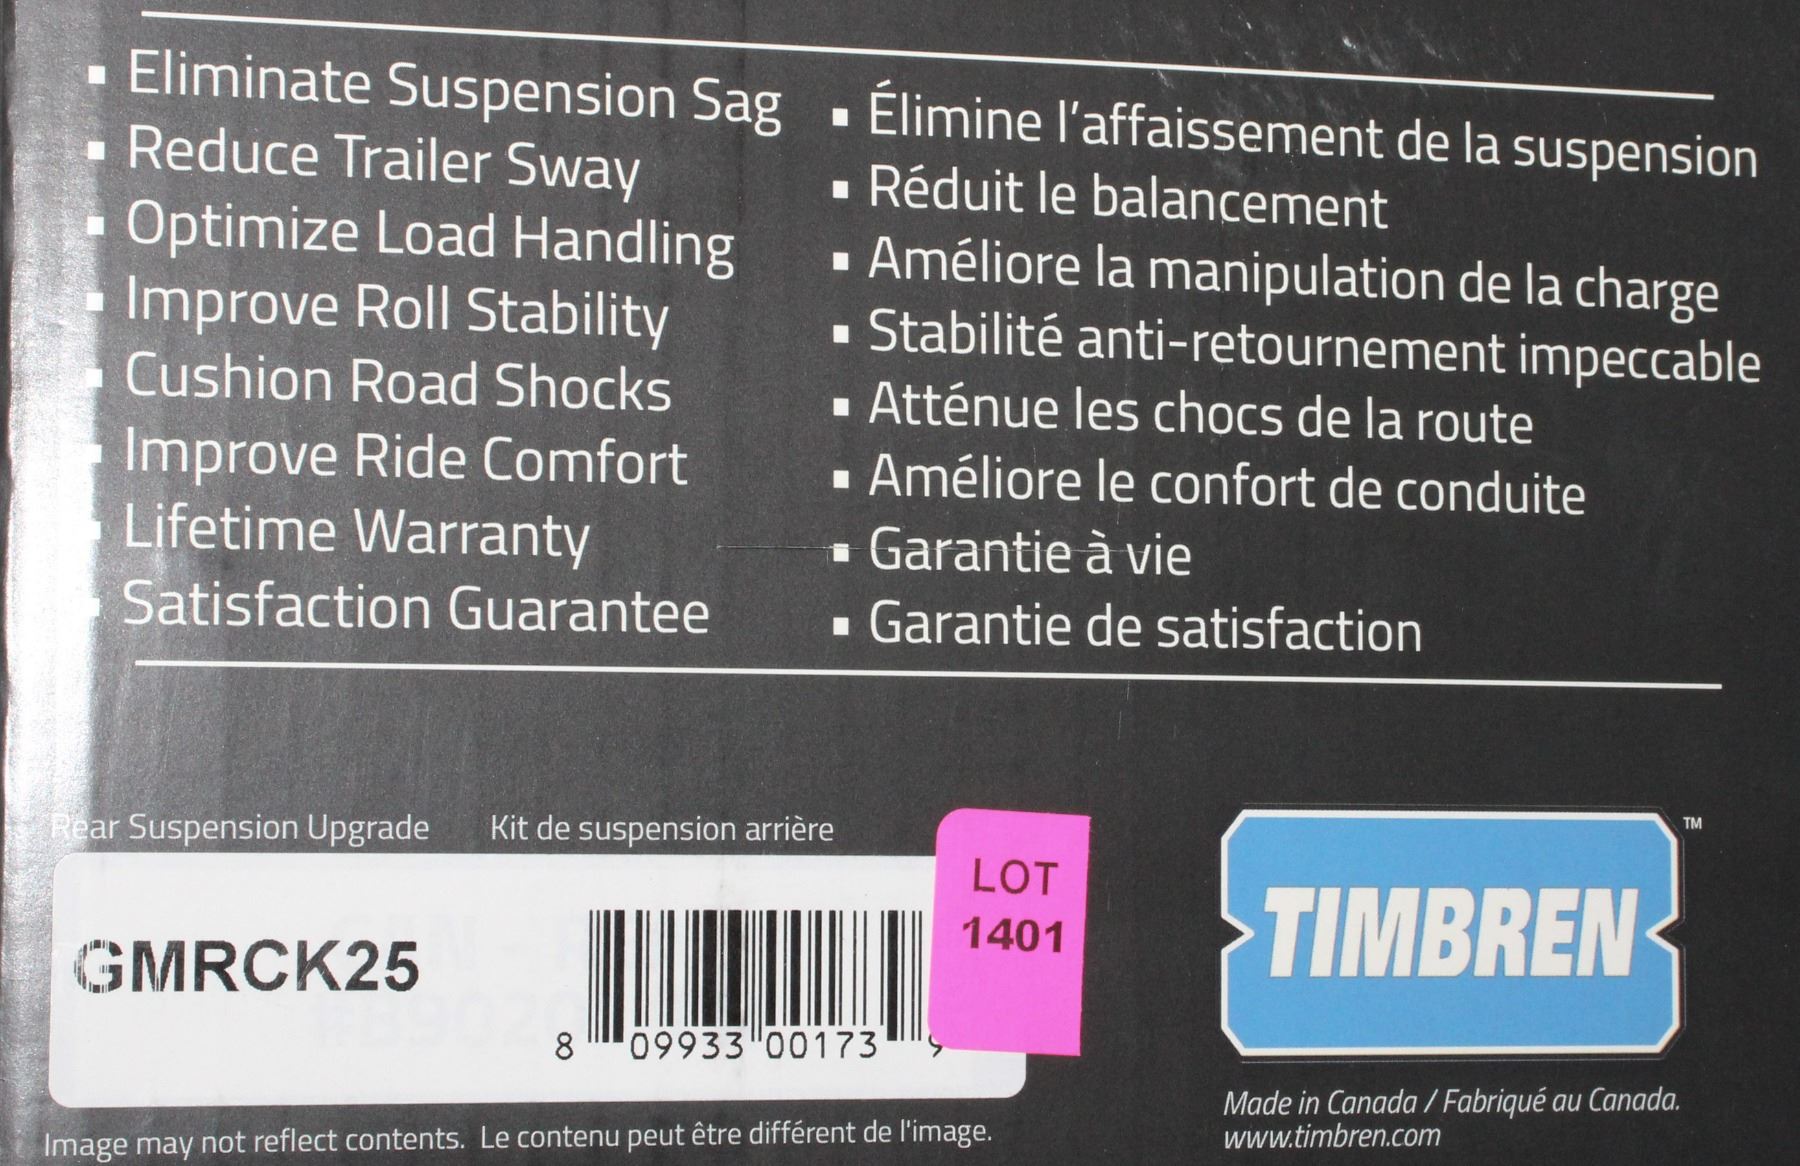 ▪ Eliminate Suspension Sag
▪ Reduce Trailer Sway
▪ Optimize Load Handling
▪ Improve Roll Stability
▪ Cushion Road Shocks
▪ Improve Ride Comfort
▪ Lifetime Warranty
▪ Satisfaction Guarantee
▪ Élimine l'affaissement de la suspension
▪ Réduit le balancement
▪ Améliore la manipulation de la charge
▪ Stabilité anti-retournement impeccable
▪ Atténue les chocs de la route
▪ Améliore le confort de conduite
▪ Garantie à vie
▪ Garantie de satisfaction
Rear Suspension Upgrade
Kit de suspension arrière
GMRCK25
8 09933 00173 9
LOT
1401
TIMBREN™
Made in Canada / Fabriqué au Canada.
www.timbren.com
Image may not reflect contents. Le contenu peut être différent de l'image.